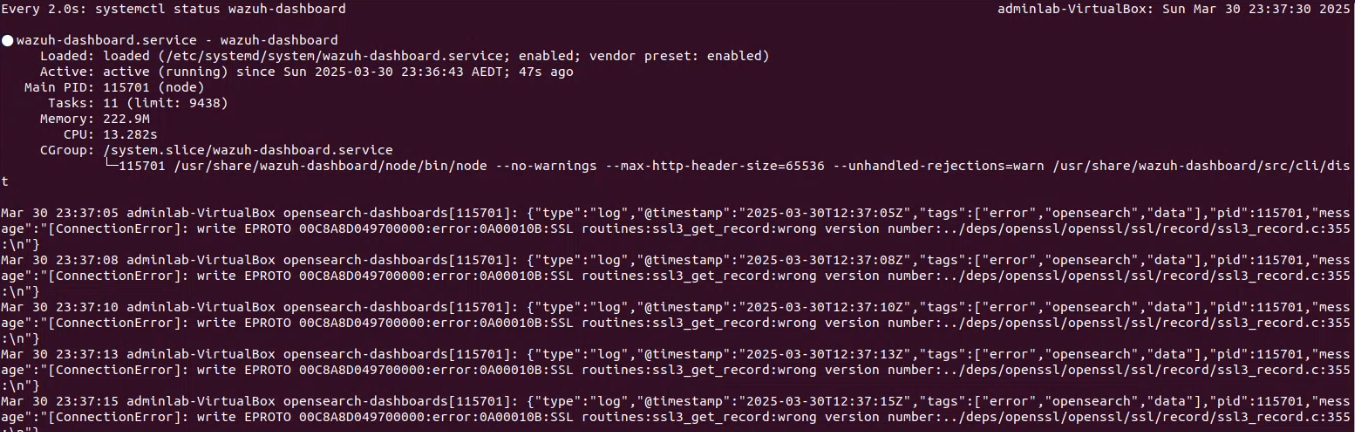 Every 2.0s: systemctl status wazuh-dashboard adminlab-VirtualBox: Sun Mar 30 23:37:30 2025
wazuh-dashboard.service - wazuh-dashboard
Loaded: loaded (/etc/systemd/system/wazuh-dashboard.service; enabled; vendor preset: enabled)
Active: active (running) since Sun 2025-03-30 23:36:43 AEDT; 47s ago
Main PID: 115701 (node)
Tasks: 11 (limit: 9438)
Memory: 222.9M
CPU: 13.282s
CGroup: /system.slice/wazuh-dashboard.service
└─115701 /usr/share/wazuh-dashboard/node/bin/node --no-warnings --max-http-header-size=65536 --unhandled-rejections=warn /usr/share/wazuh-dashboard/src/cli/dis
t
Mar 30 23:37:05 adminlab-VirtualBox opensearch-dashboards[115701]: {"type":"log","@timestamp":"2025-03-30T12:37:05Z","tags":["error","opensearch","data"],"pid":115701,"mess
age":"[ConnectionError]: write EPROTO 00C8A8D049700000:error:0A00010B:SSL routines:ssl3_get_record:wrong version number:../deps/openssl/openssl/ssl/record/ssl3_record.c:355
:\n"}
Mar 30 23:37:08 adminlab-VirtualBox opensearch-dashboards[115701]: {"type":"log","@timestamp":"2025-03-30T12:37:08Z","tags":["error","opensearch","data"],"pid":115701,"mess
age":"[ConnectionError]: write EPROTO 00C8A8D049700000:error:0A00010B:SSL routines:ssl3_get_record:wrong version number:../deps/openssl/openssl/ssl/record/ssl3_record.c:355
:\n"}
Mar 30 23:37:10 adminlab-VirtualBox opensearch-dashboards[115701]: {"type":"log","@timestamp":"2025-03-30T12:37:10Z","tags":["error","opensearch","data"],"pid":115701,"mess
age":"[ConnectionError]: write EPROTO 00C8A8D049700000:error:0A00010B:SSL routines:ssl3_get_record:wrong version number:../deps/openssl/openssl/ssl/record/ssl3_record.c:355
:\n"}
Mar 30 23:37:13 adminlab-VirtualBox opensearch-dashboards[115701]: {"type":"log","@timestamp":"2025-03-30T12:37:13Z","tags":["error","opensearch","data"],"pid":115701,"mess
age":"[ConnectionError]: write EPROTO 00C8A8D049700000:error:0A00010B:SSL routines:ssl3_get_record:wrong version number:../deps/openssl/openssl/ssl/record/ssl3_record.c:355
:\n"}
Mar 30 23:37:15 adminlab-VirtualBox opensearch-dashboards[115701]: {"type":"log","@timestamp":"2025-03-30T12:37:15Z","tags":["error","opensearch","data"],"pid":115701,"mess
age":"[ConnectionError]: write EPROTO 00C8A8D049700000:error:0A00010B:SSL routines:ssl3_get_record:wrong version number:../deps/openssl/openssl/ssl/record/ssl3_record.c:355
:\n"}